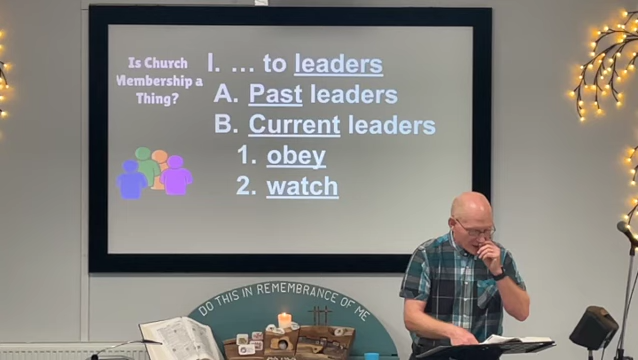 Is Church
Membership a
Thing?
I. ... to leaders
A. Past leaders
B. Current leaders
1. obey
2. watch
DO THIS IN REMEMBRANCE OF ME